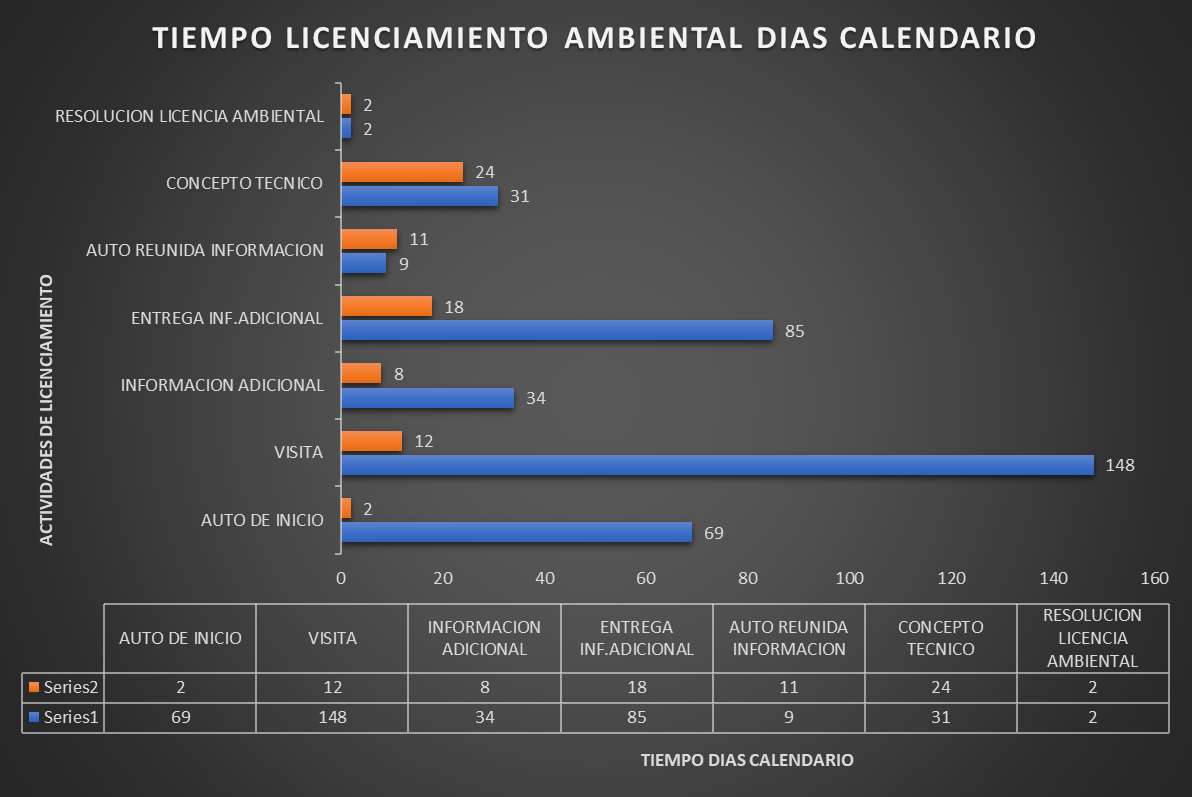 TIEMPO LICENCIAMIENTO AMBIENTAL DIAS CALENDARIO
RESOLUCION LICENCIA AMBIENTAL
2
2
CONCEPTO TECNICO
24
31
AUTO REUNIDA INFORMACION
11
9
ENTREGA INF.ADICIONAL
18
85
INFORMACION ADICIONAL
8
34
VISITA
12
148
AUTO DE INICIO
2
69
ACTIVIDADES DE LICENCIAMIENTO
0 20 40 60 80 100 120 140 160
AUTO DE INICIO
VISITA
INFORMACION
ADICIONAL
ENTREGA
INF.ADICIONAL
AUTO REUNIDA
INFORMACION
CONCEPTO
TECNICO
RESOLUCION
LICENCIA
AMBIENTAL
Series2 2 12 8 18 11 24 2
Series1 69 148 34 85 9 31 2
TIEMPO DIAS CALENDARIO